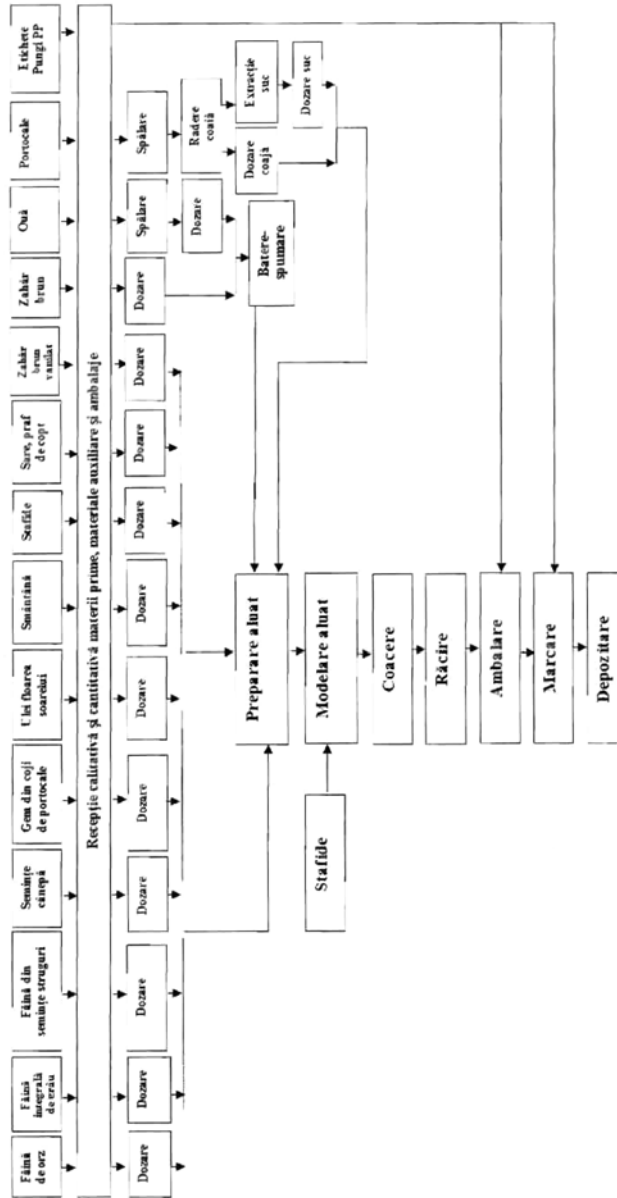 Făină
de orz
Făină
integrală
de grâu
Făină din
semințe struguri
Semințe
cânepă
Gem din coji
de portocale
Ulei floarea
soarelui
Smântână
Stafide
Sare, praf
de copt
Zahăr
brun
vanilat
Zahăr
brun
Ouă
Portocale
Etichete
Pungi PP
Recepție calitativă și cantitativă materii prime, materiale auxiliare și ambalaje
Dozare
Dozare
Dozare
Dozare
Dozare
Dozare
Dozare
Dozare
Dozare
Dozare
Dozare
Spălare
Spălare
Dozare
Radere
coajă
Batere-
spumare
Dozare
coajă
Extracție
suc
Dozare suc
Preparare aluat
Stafide
Modelare aluat
Coacere
Răcire
Ambalare
Marcare
Depozitare